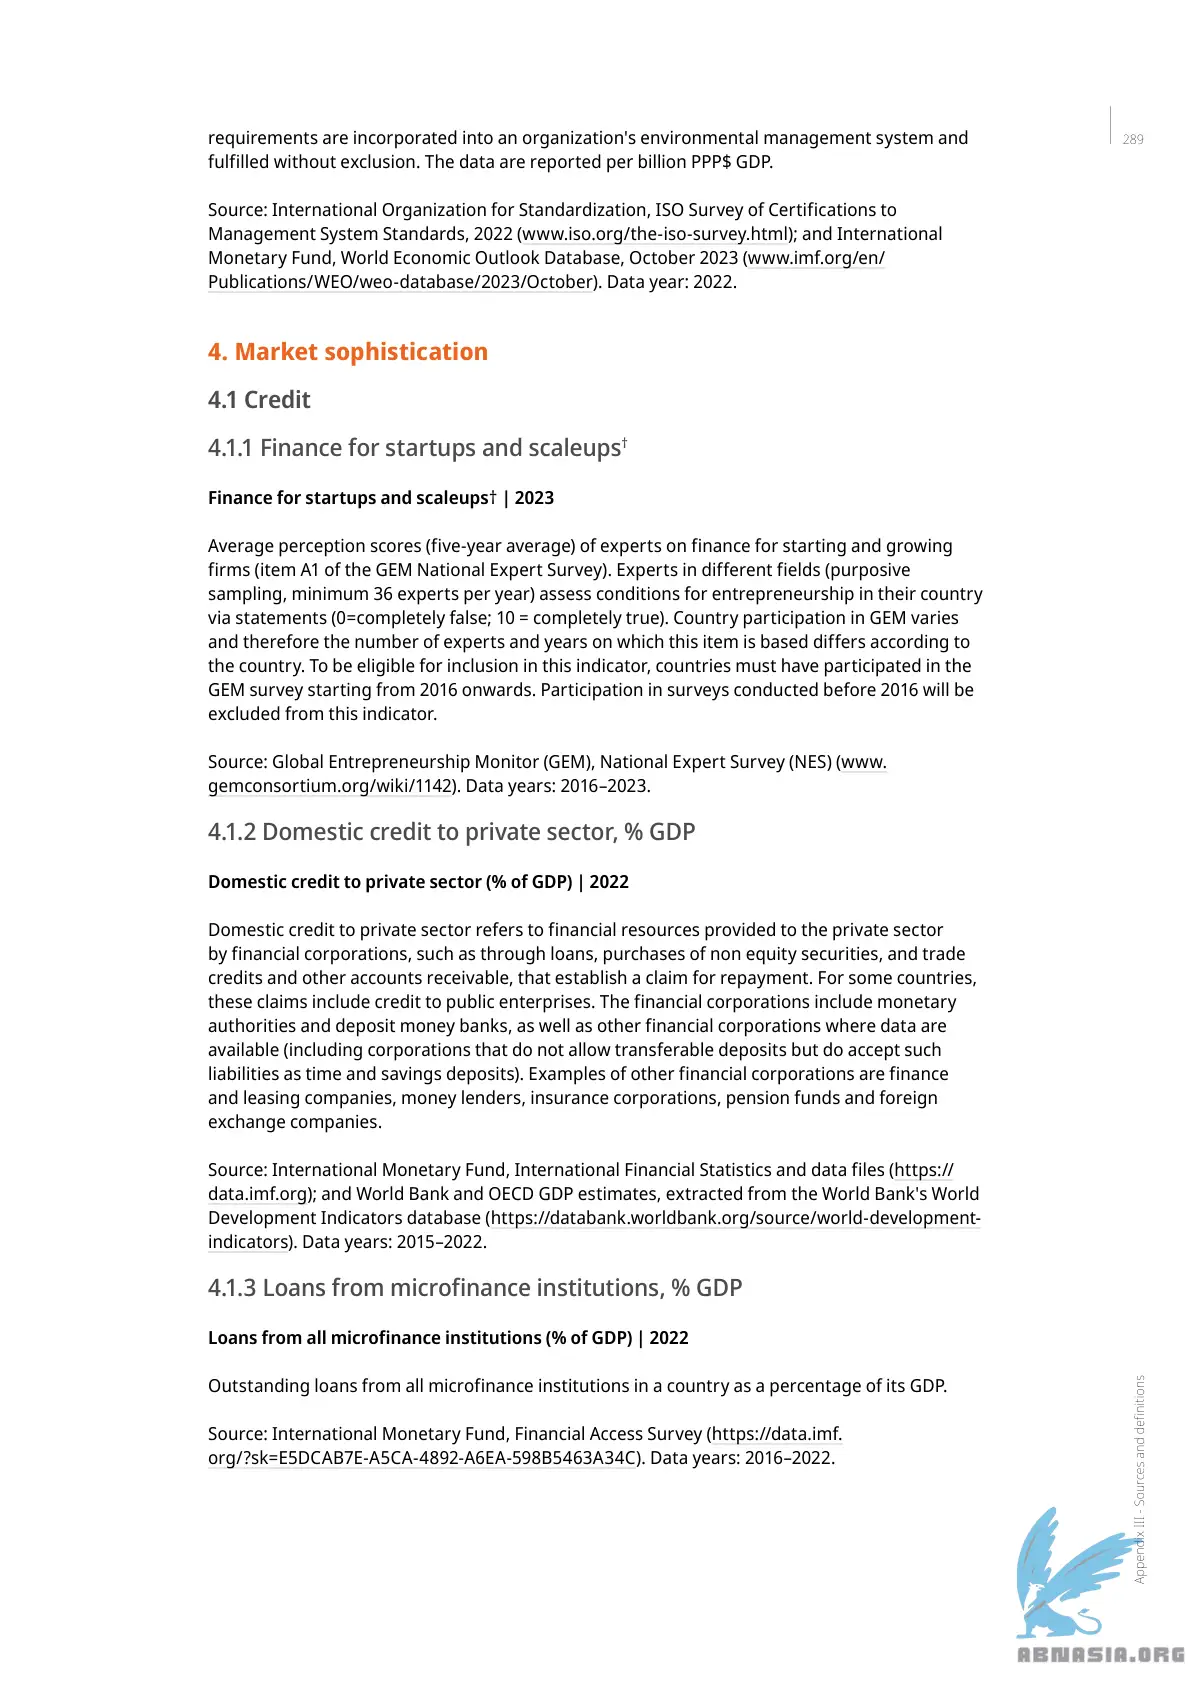 289
requirements are incorporated into an organization's environmental management system and
fulfilled without exclusion. The data are reported per billion PPP$ GDP.
Source: International Organization for Standardization, ISO Survey of Certifications to
Management System Standards, 2022 (www.iso.org/the-iso-survey.html); and International
Monetary Fund, World Economic Outlook Database, October 2023 (www.imf.org/en/
Publications/WEO/weo-database/2023/October). Data year: 2022.
4. Market sophistication
4.1 Credit
4.1.1 Finance for startups and scaleups†
Finance for startups and scaleups† | 2023
Average perception scores (five-year average) of experts on finance for starting and growing
firms (item A1 of the GEM National Expert Survey). Experts in different fields (purposive
sampling, minimum 36 experts per year) assess conditions for entrepreneurship in their country
via statements (0=completely false; 10 = completely true). Country participation in GEM varies
and therefore the number of experts and years on which this item is based differs according to
the country. To be eligible for inclusion in this indicator, countries must have participated in the
GEM survey starting from 2016 onwards. Participation in surveys conducted before 2016 will be
excluded from this indicator.
Source: Global Entrepreneurship Monitor (GEM), National Expert Survey (NES) (www.
gemconsortium.org/wiki/1142). Data years: 2016–2023.
4.1.2 Domestic credit to private sector, % GDP
Domestic credit to private sector (% of GDP) | 2022
Domestic credit to private sector refers to financial resources provided to the private sector
by financial corporations, such as through loans, purchases of non equity securities, and trade
credits and other accounts receivable, that establish a claim for repayment. For some countries,
these claims include credit to public enterprises. The financial corporations include monetary
authorities and deposit money banks, as well as other financial corporations where data are
available (including corporations that do not allow transferable deposits but do accept such
liabilities as time and savings deposits). Examples of other financial corporations are finance
and leasing companies, money lenders, insurance corporations, pension funds and foreign
exchange companies.
Source: International Monetary Fund, International Financial Statistics and data files (https://
data.imf.org); and World Bank and OECD GDP estimates, extracted from the World Bank's World
Development Indicators database (https://databank.worldbank.org/source/world-development-
indicators). Data years: 2015–2022.
4.1.3 Loans from microfinance institutions, % GDP
Loans from all microfinance institutions (% of GDP) | 2022
Outstanding loans from all microfinance institutions in a country as a percentage of its GDP.
Source: International Monetary Fund, Financial Access Survey (https://data.imf.
org/?sk=E5DCAB7E-A5CA-4892-A6EA-598B5463A34C). Data years: 2016–2022.
Appendix III - Sources and definitions
ABNASIA.ORG